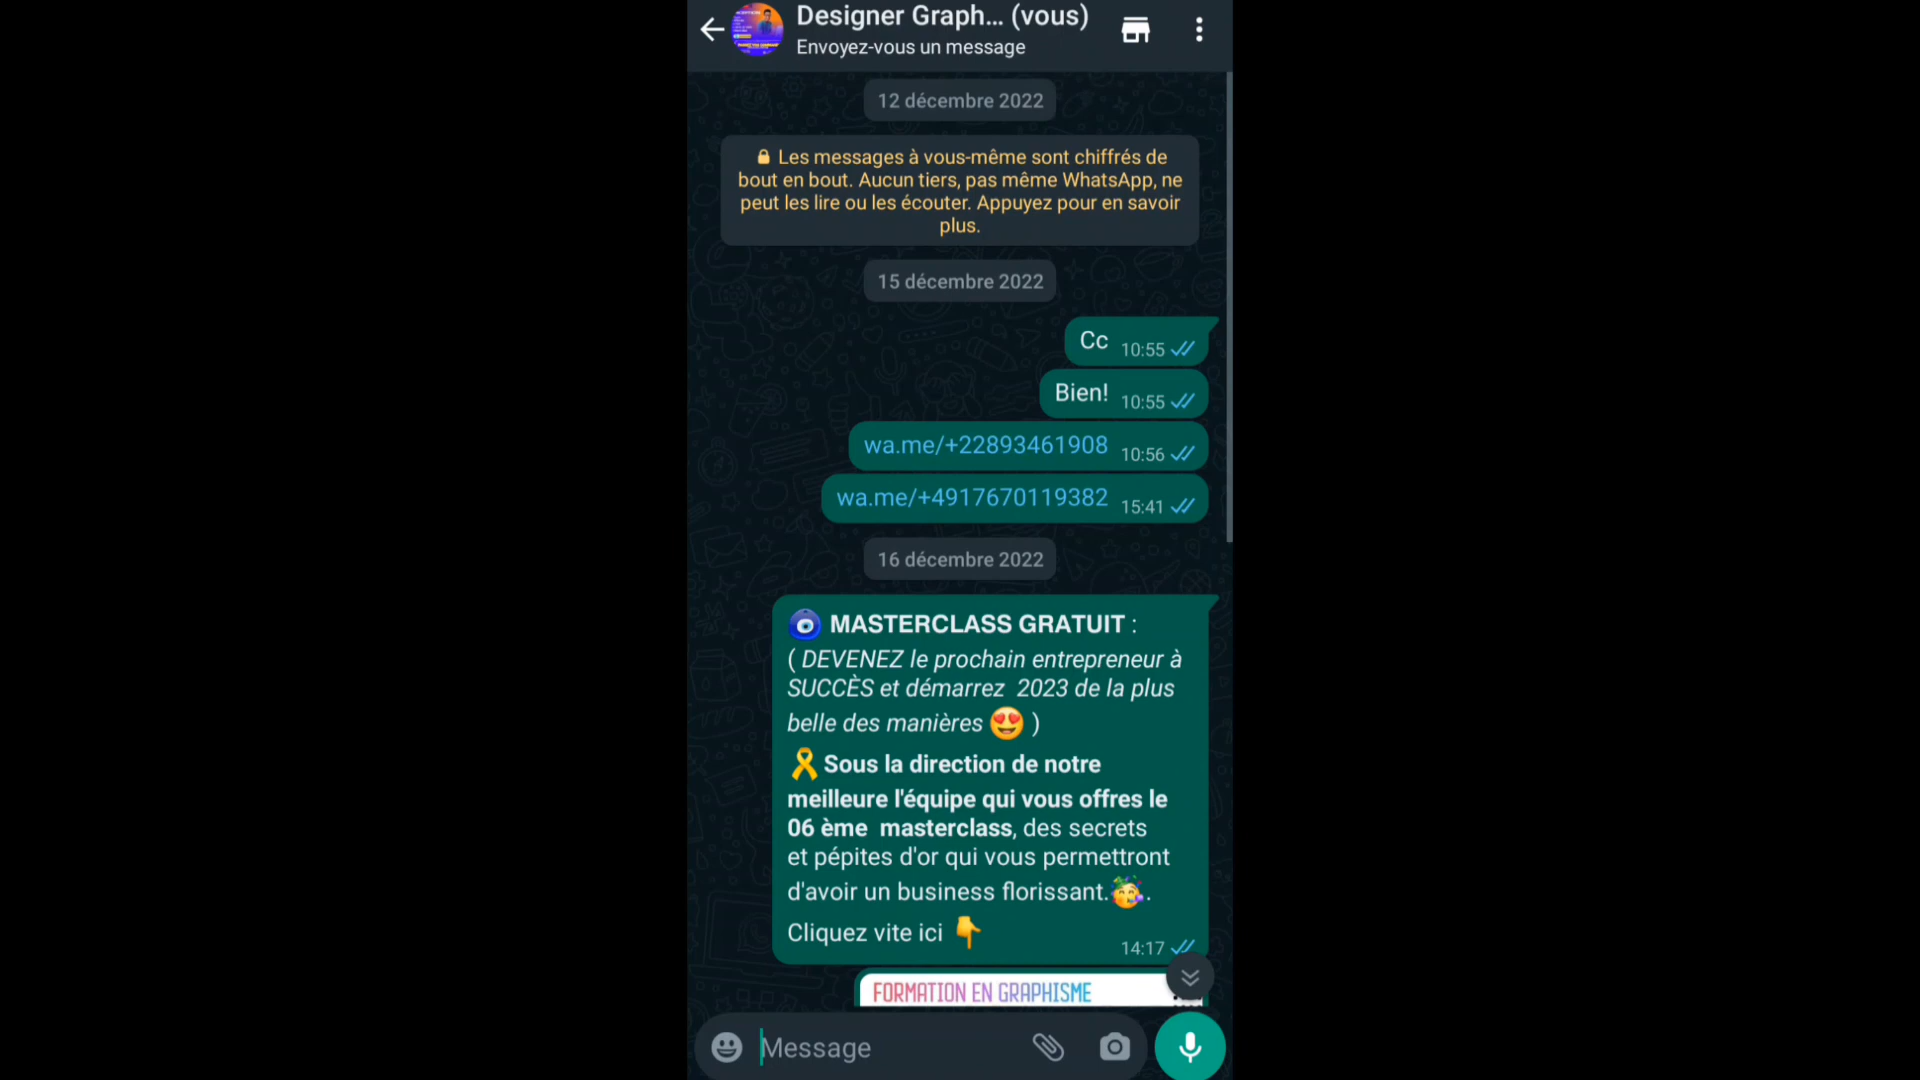 Designer Graph... (vous)
Envoyez-vous un message
12 décembre 2022
Les messages à vous-même sont chiffrés de
bout en bout. Aucun tiers, pas même WhatsApp, ne
peut les lire ou les écouter. Appuyez pour en savoir
plus.
15 décembre 2022
Cc 10:55
Bien! 10:55
wa.me/+22893461908 10:56
wa.me/+4917670119382 15:41
16 décembre 2022
MASTERCLASS GRATUIT :
( DEVENEZ le prochain entrepreneur à
SUCCÈS et démarrez 2023 de la plus
belle des manières 😍 )
🎗Sous la direction de notre
meilleure l'équipe qui vous offres le
06 ème masterclass, des secrets
et pépites d'or qui vous permettront
d'avoir un business florissant.🥳.
Cliquez vite ici 👇
14:17
FORMATION EN GRAPHISME
Message